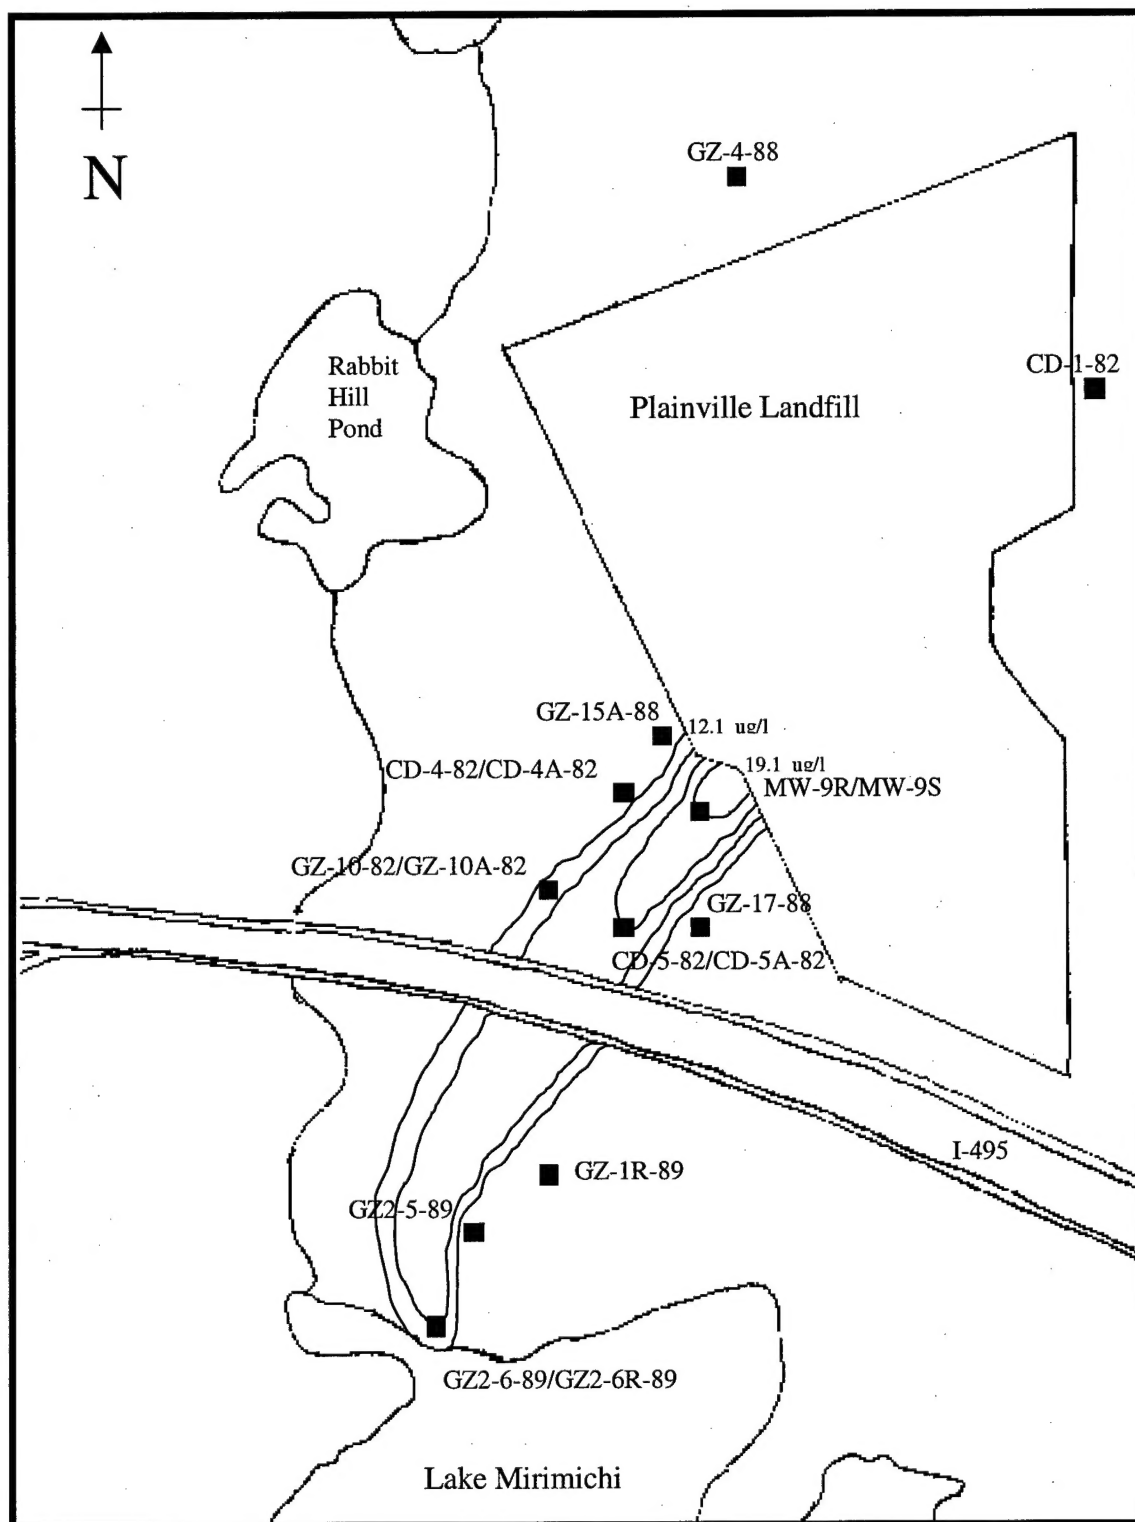 N
GZ-4-88
CD-1-82
Rabbit
Hill
Pond
Plainville Landfill
GZ-15A-88
12.1 ug/l
CD-4-82/CD-4A-82
19.1 ug/l
MW-9R/MW-9S
GZ-10-82/GZ-10A-82
GZ-17-88
CD-5-82/CD-5A-82
I-495
GZ-1R-89
GZ2-5-89
GZ2-6-89/GZ2-6R-89
Lake Mirimichi